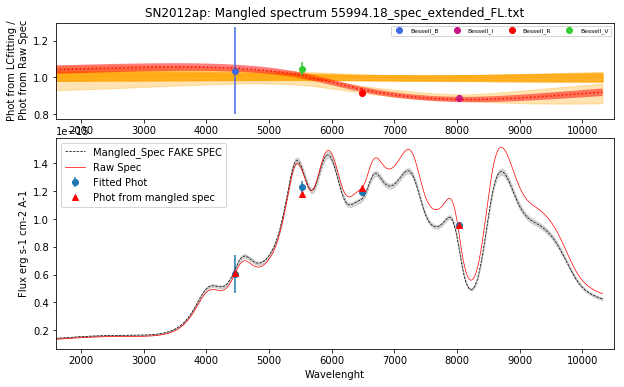 SN2012ap: Mangled spectrum 55994.18_spec_extended_FL.txt
Phot from LCfitting /
Phot from Raw Spec
1.2
1.0
0.8
Bessell_B
Bessell_I
Bessell_R
Bessell_V
2000 3000 4000 5000 6000 7000 8000 9000 10000
Flux erg s-1 cm-2 A-1
1.4
1.2
1.0
0.8
0.6
0.4
0.2
Mangled_Spec FAKE SPEC
Raw Spec
Fitted Phot
Phot from mangled spec
2000 3000 4000 5000 6000 7000 8000 9000 10000
Wavelenght